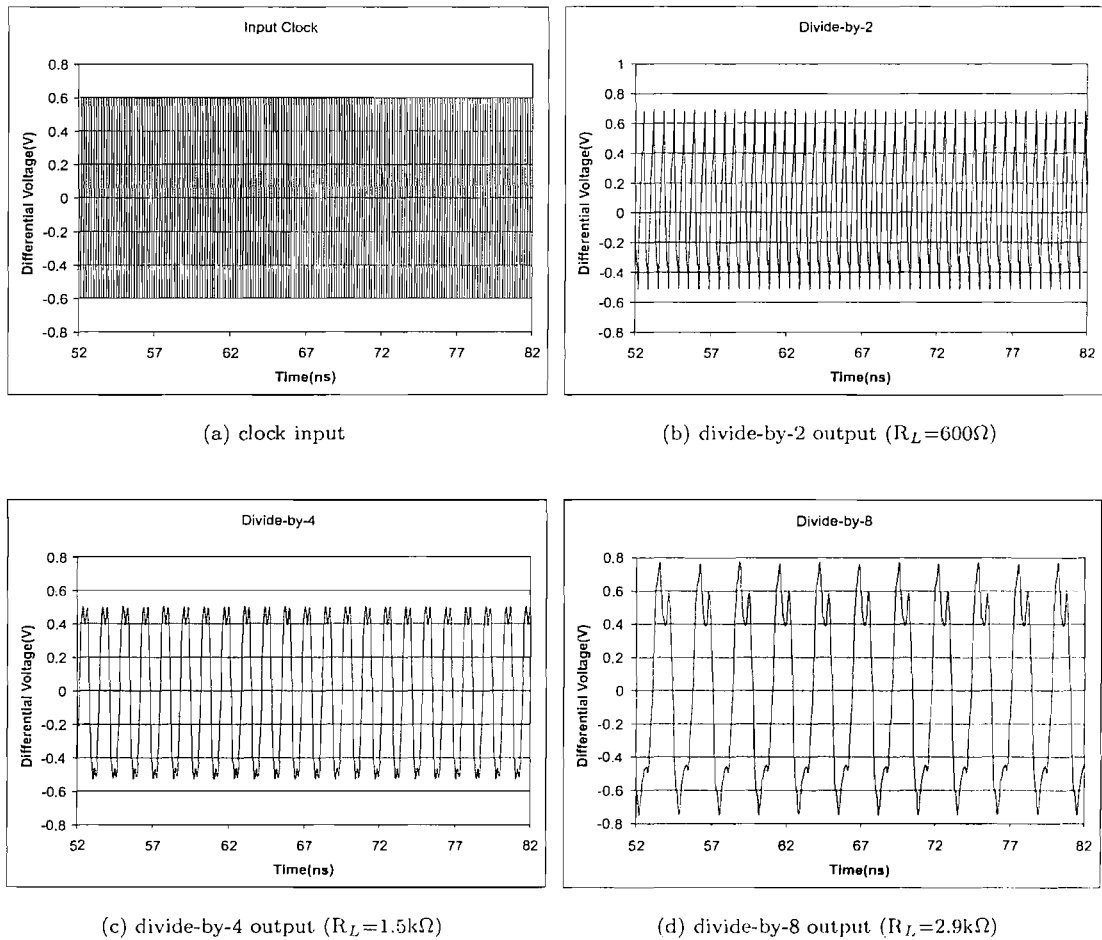 Input Clock
Differential Voltage(V)
0.8
0.6
0.4
0.2
0
-0.2
-0.4
-0.6
-0.8
52 57 62 67 72 77 82
Time(ns)
(a) clock input
Divide-by-2
Differential Voltage(V)
1
0.8
0.6
0.4
0.2
0
-0.2
-0.4
-0.6
-0.8
52 57 62 67 72 77 82
Time(ns)
(b) divide-by-2 output (R_L=600Ω)
Divide-by-4
Differential Voltage(V)
0.8
0.6
0.4
0.2
0
-0.2
-0.4
-0.6
-0.8
52 57 62 67 72 77 82
Time(ns)
(c) divide-by-4 output (R_L=1.5kΩ)
Divide-by-8
Differential Voltage(V)
0.8
0.6
0.4
0.2
0
-0.2
-0.4
-0.6
-0.8
52 57 62 67 72 77 82
Time(ns)
(d) divide-by-8 output (R_L=2.9kΩ)